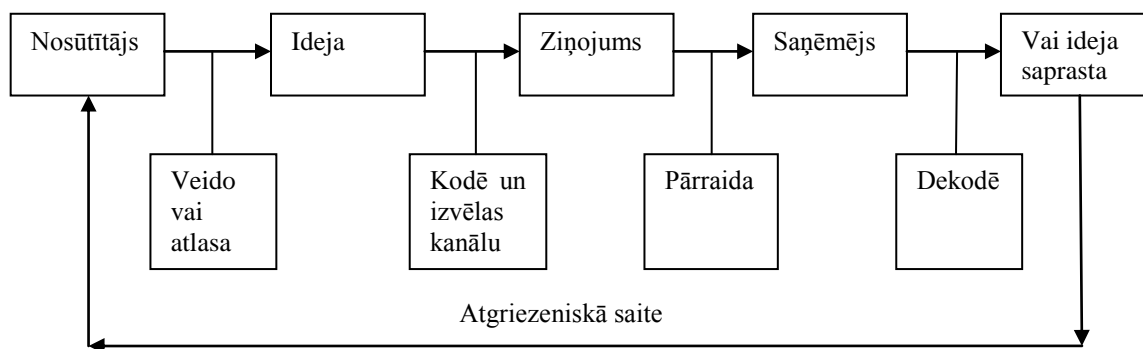 Nosūtītājs
Ideja
Ziņojums
Saņēmējs
Vai ideja
saprasta
Veido
vai
atlasa
Kodē un
izvēlas
kanālu
Pārraida
Dekodē
Atgriezeniskā saite